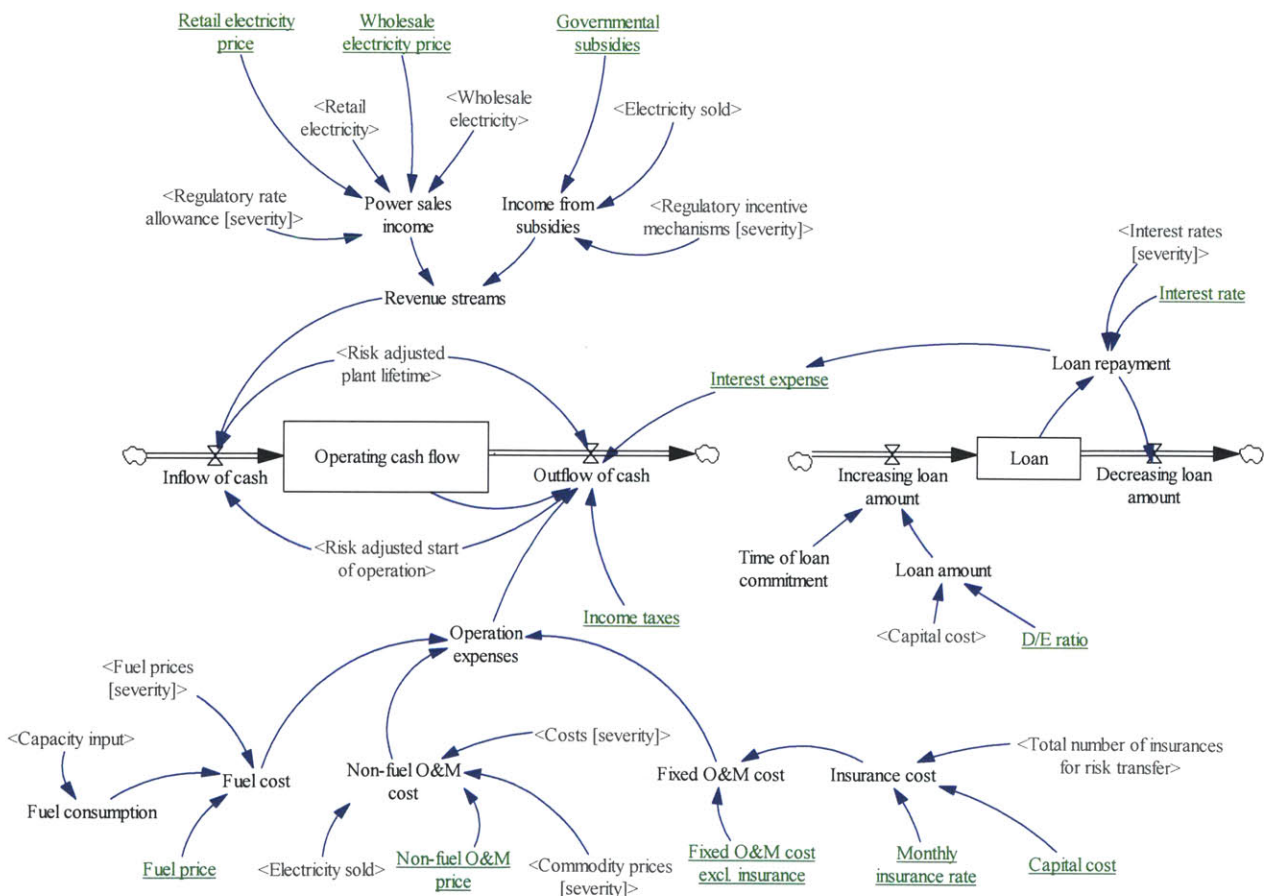 Retail electricity
price
Wholesale
electricity price
Governmental
subsidies
<Retail
electricity>
<Wholesale
electricity>
<Electricity sold>
<Regulatory rate
allowance [severity]>
Power sales
income
Income from
subsidies
<Regulatory incentive
mechanisms [severity]>
<Interest rates
[severity]>
Revenue streams
Interest rate
<Risk adjusted
plant lifetime>
Loan repayment
Interest expense
Operating cash flow
Loan
Inflow of cash
Outflow of cash
Increasing loan
amount
Decreasing loan
amount
<Risk adjusted start
of operation>
Time of loan
commitment
Loan amount
Income taxes
Operation
expenses
<Capital cost>
D/E ratio
<Fuel prices
[severity]>
<Capacity input>
<Costs [severity]>
<Total number of insurances
for risk transfer>
Fuel cost
Non-fuel O&M
cost
Fixed O&M cost
Insurance cost
Fuel consumption
Fuel price
<Electricity sold>
Non-fuel O&M
price
<Commodity prices
[severity]>
Fixed O&M cost
excl. insurance
Monthly
insurance rate
Capital cost